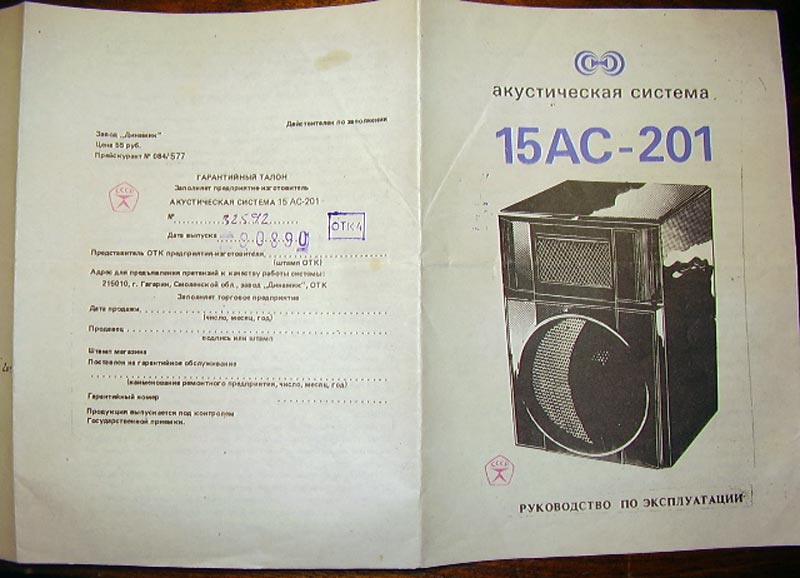 Действителен по заполнении
Завод „Динамик"
Цена 55 руб.
Прейскурант № 084/577
ГАРАНТИЙНЫЙ ТАЛОН
Заполняет предприятие-изготовитель
СССР
АКУСТИЧЕСКАЯ СИСТЕМА 15 АС-201
№
Дата выпуска 0890
ОТК4
Представитель ОТК предприятия-изготовителя
(штамп ОТК)
Адрес для предъявления претензий к качеству работы системы:
215010, г. Гагарин, Смоленской обл., завод „Динамик", ОТК
Заполняет торговое предприятие
Дата продажи
(число, месяц, год)
Продавец
подпись или штамп
Штамп магазина
Поставлен на гарантийное обслуживание
(наименование ремонтного предприятия, число, месяц, год)
Гарантийный номер
Продукция выпускается под контролем
Государственной приемки.
акустическая система
15АС-201
СССР
РУКОВОДСТВО ПО ЭКСПЛУАТАЦИИ